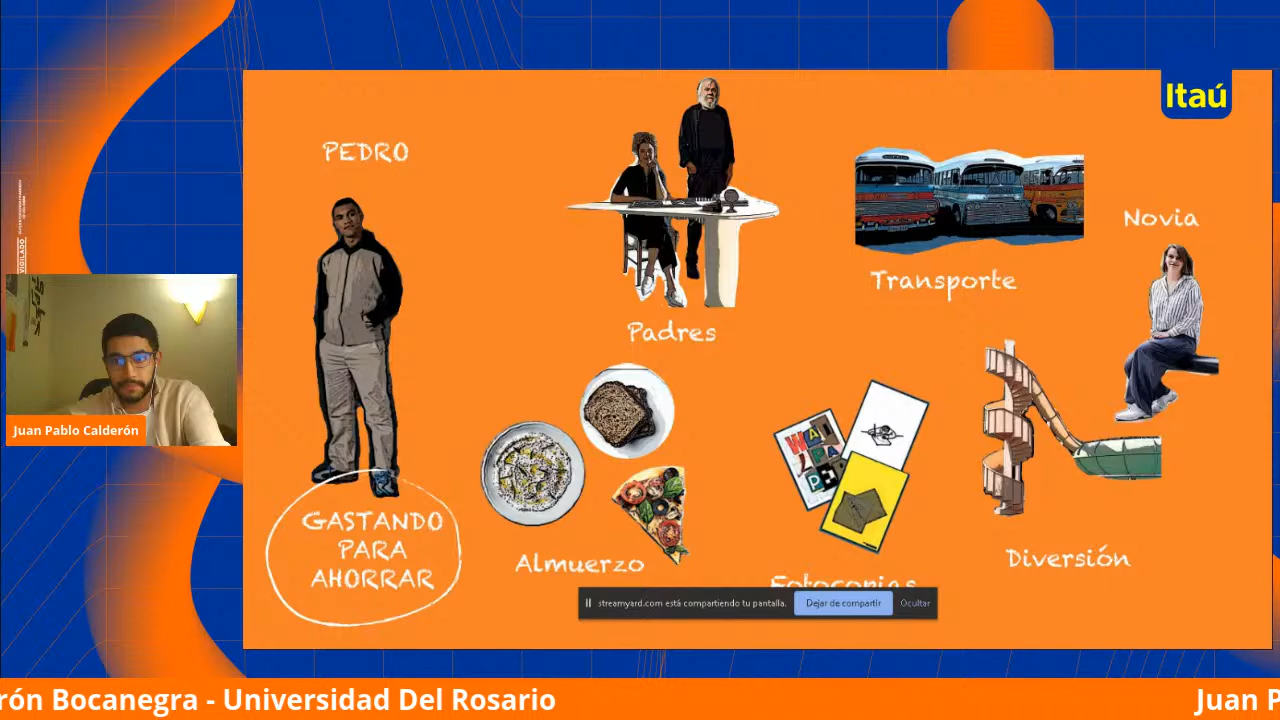 Itaú
PEDRO
Novia
Transporte
Padres
VIGILADO
Juan Pablo Calderón
GASTANDO
PARA
AHORRAR
Almuerzo
Diversión
Fotocopias
streamyard.com está compartiendo tu pantalla.
Dejar de compartir
Ocultar
rón Bocanegra - Universidad Del Rosario
Juan P